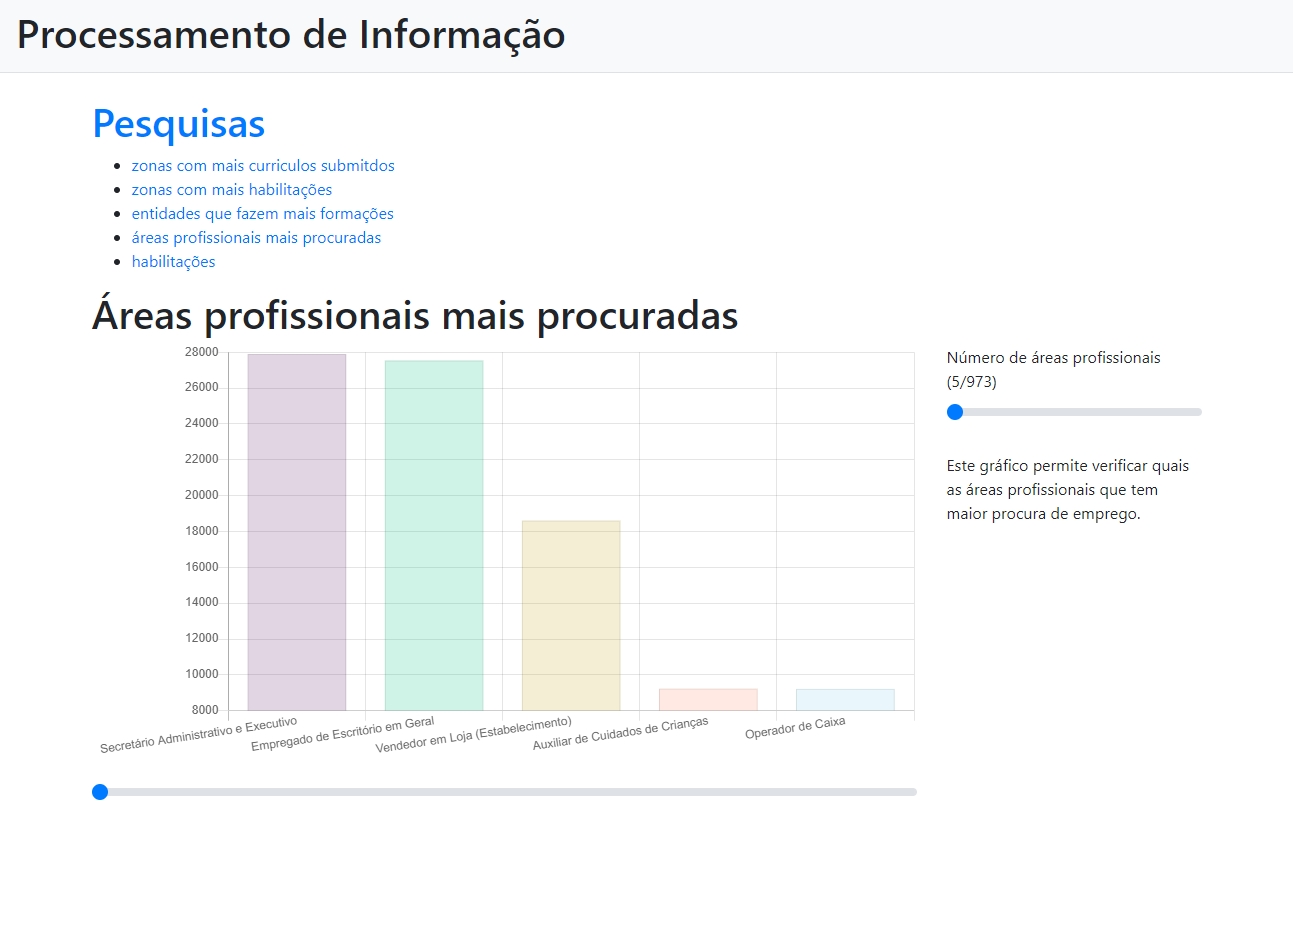 Processamento de Informação
Pesquisas
zonas com mais curriculos submitdos
zonas com mais habilitações
entidades que fazem mais formações
áreas profissionais mais procuradas
habilitações
Áreas profissionais mais procuradas
28000
26000
24000
22000
20000
18000
16000
14000
12000
10000
8000
Secretário Administrativo e Executivo
Empregado de Escritório em Geral
Vendedor em Loja (Estabelecimento)
Auxiliar de Cuidados de Crianças
Operador de Caixa
Número de áreas profissionais
(5/973)
Este gráfico permite verificar quais
as áreas profissionais que tem
maior procura de emprego.